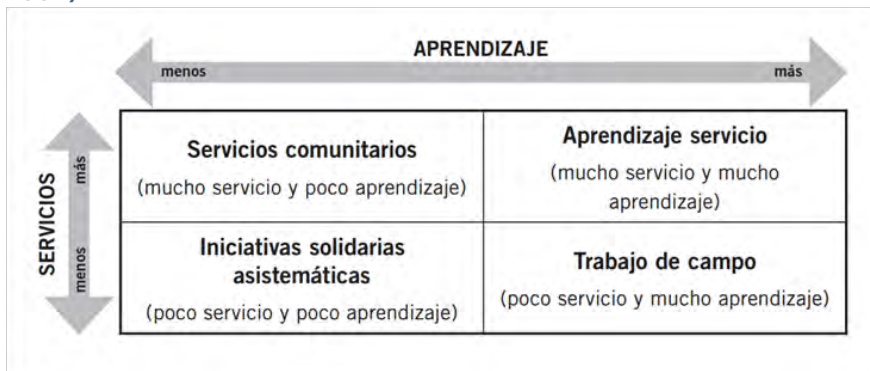 APRENDIZAJE
menos
más
SERVICIOS
más
menos
Servicios comunitarios
(mucho servicio y poco aprendizaje)
Aprendizaje servicio
(mucho servicio y mucho
aprendizaje)
Iniciativas solidarias
asistemáticas
(poco servicio y poco aprendizaje)
Trabajo de campo
(poco servicio y mucho aprendizaje)